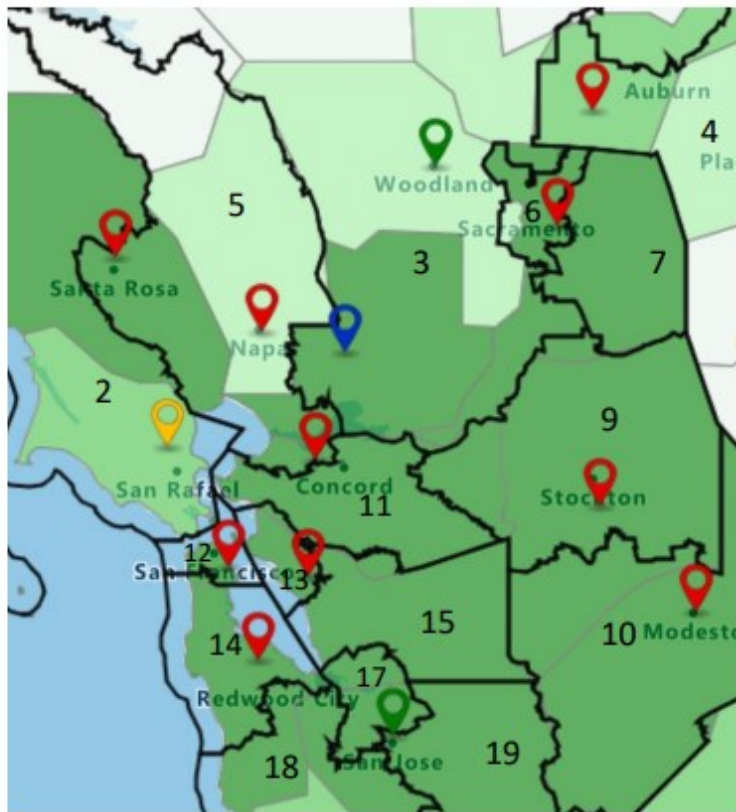 Auburn
4
Pla
Woodland
5
6
Sacramento
3
7
Santa Rosa
Napa
2
9
San Rafael
Concord
Stockton
11
12
San Francisco
13
15
10
Modesto
14
17
Redwood City
San Jose
19
18